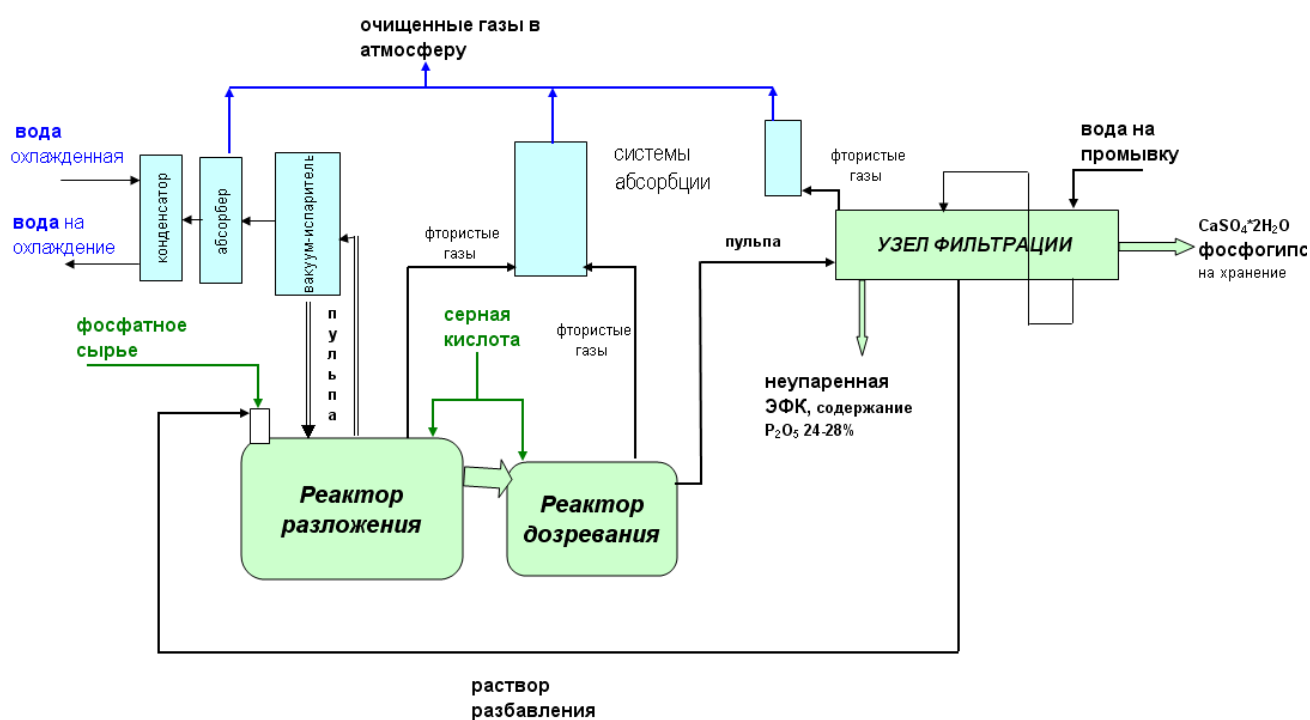 очищенные газы в
атмосферу
вода
охлажденная
вода на
охлаждение
конденсатор
абсорбер
вакуум-испаритель
системы
абсорбции
фтористые
газы
вода на
промывку
УЗЕЛ ФИЛЬТРАЦИИ
CaSO₄*2H₂O
фосфогипс
на хранение
фтористые
газы
пульпа
пульпа
фосфатное
сырье
серная
кислота
фтористые
газы
неупаренная
ЭФК, содержание
P₂O₅ 24-28%
Реактор
разложения
Реактор
дозревания
раствор
разбавления